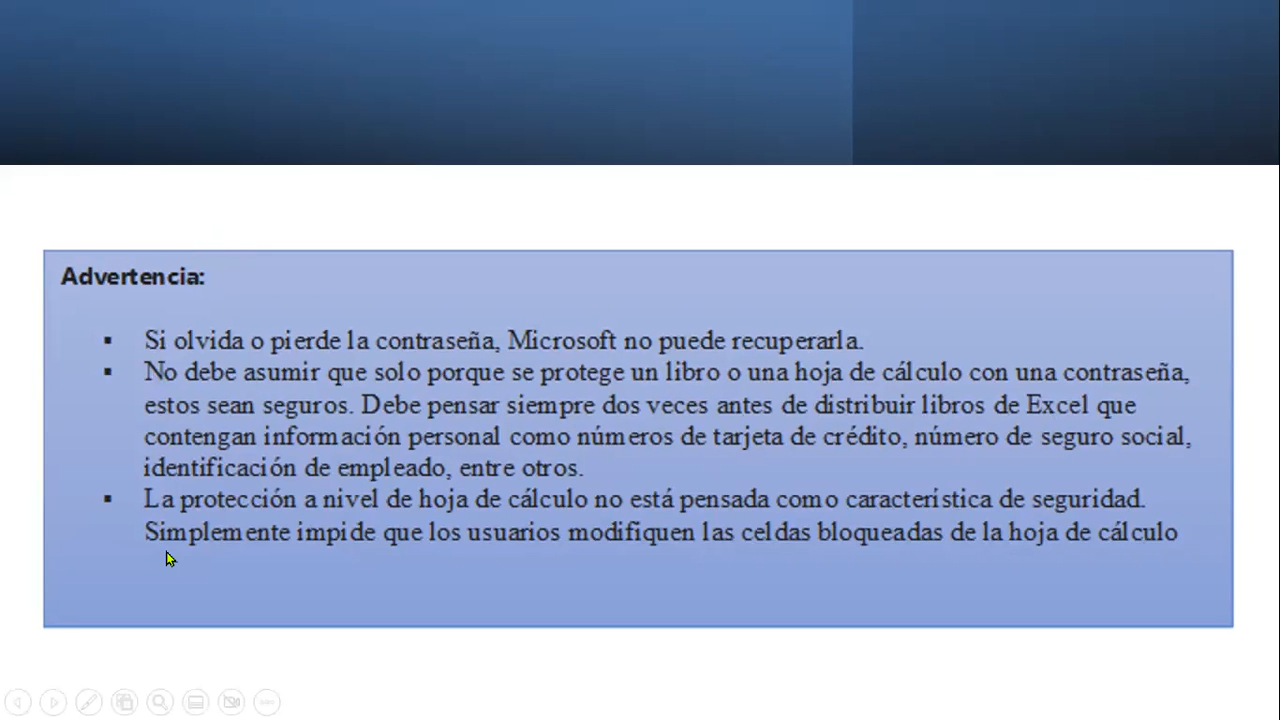 Advertencia:
▪ Si olvida o pierde la contraseña, Microsoft no puede recuperarla.
▪ No debe asumir que solo porque se protege un libro o una hoja de cálculo con una contraseña,
estos sean seguros. Debe pensar siempre dos veces antes de distribuir libros de Excel que
contengan información personal como números de tarjeta de crédito, número de seguro social,
identificación de empleado, entre otros.
▪ La protección a nivel de hoja de cálculo no está pensada como característica de seguridad.
Simplemente impide que los usuarios modifiquen las celdas bloqueadas de la hoja de cálculo